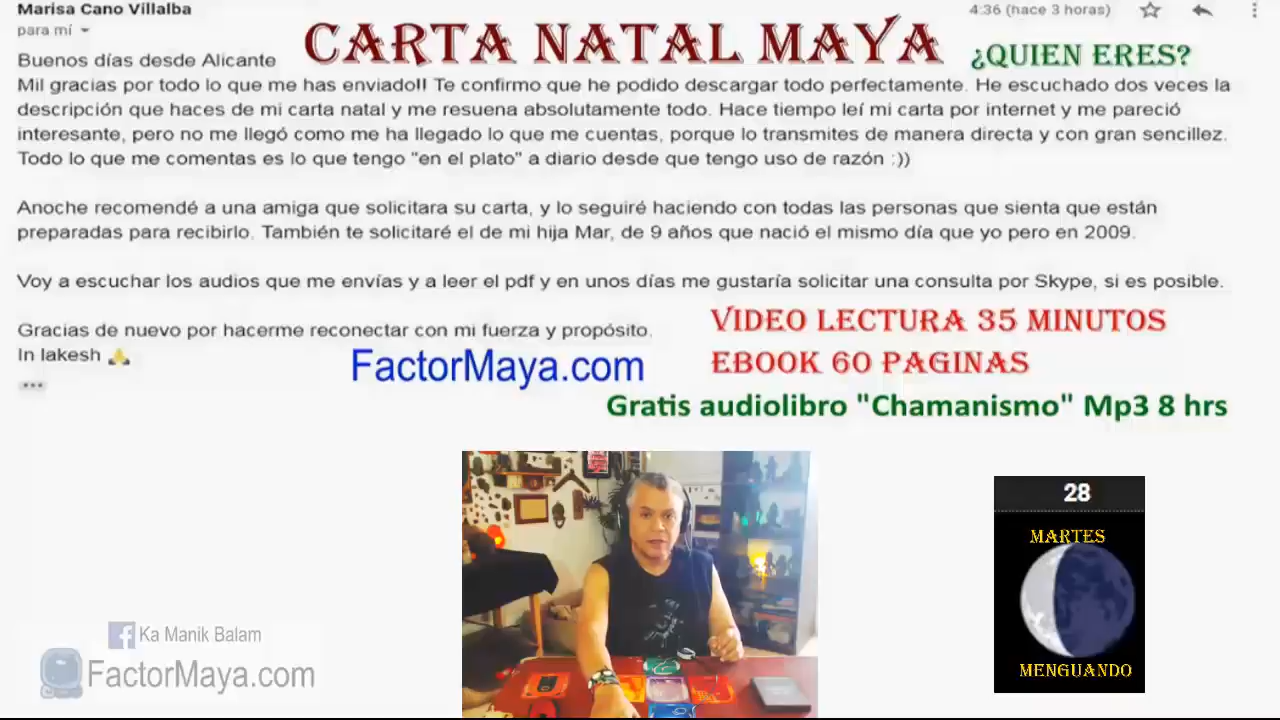 Marisa Cano Villalba
4:36 (hace 3 horas)
para mí
CARTA NATAL MAYA
¿QUIEN ERES?
Buenos días desde Alicante
Mil gracias por todo lo que me has enviado!! Te confirmo que he podido descargar todo perfectamente. He escuchado dos veces la
descripción que haces de mi carta natal y me resuena absolutamente todo. Hace tiempo leí mi carta por internet y me pareció
interesante, pero no me llegó como me ha llegado lo que me cuentas, porque lo transmites de manera directa y con gran sencillez.
Todo lo que me comentas es lo que tengo "en el plato" a diario desde que tengo uso de razón :))
Anoche recomendé a una amiga que solicitara su carta, y lo seguiré haciendo con todas las personas que sienta que están
preparadas para recibirlo. También te solicitaré el de mi hija Mar, de 9 años que nació el mismo día que yo pero en 2009.
Voy a escuchar los audios que me envías y a leer el pdf y en unos días me gustaría solicitar una consulta por Skype, si es posible.
Gracias de nuevo por hacerme reconectar con mi fuerza y propósito.
In lakesh 🙏
VIDEO LECTURA 35 MINUTOS
FactorMaya.com
EBOOK 60 PAGINAS
Gratis audiolibro "Chamanismo" Mp3 8 hrs
28
MARTES
MENGUANDO
Ka Manik Balam
FactorMaya.com